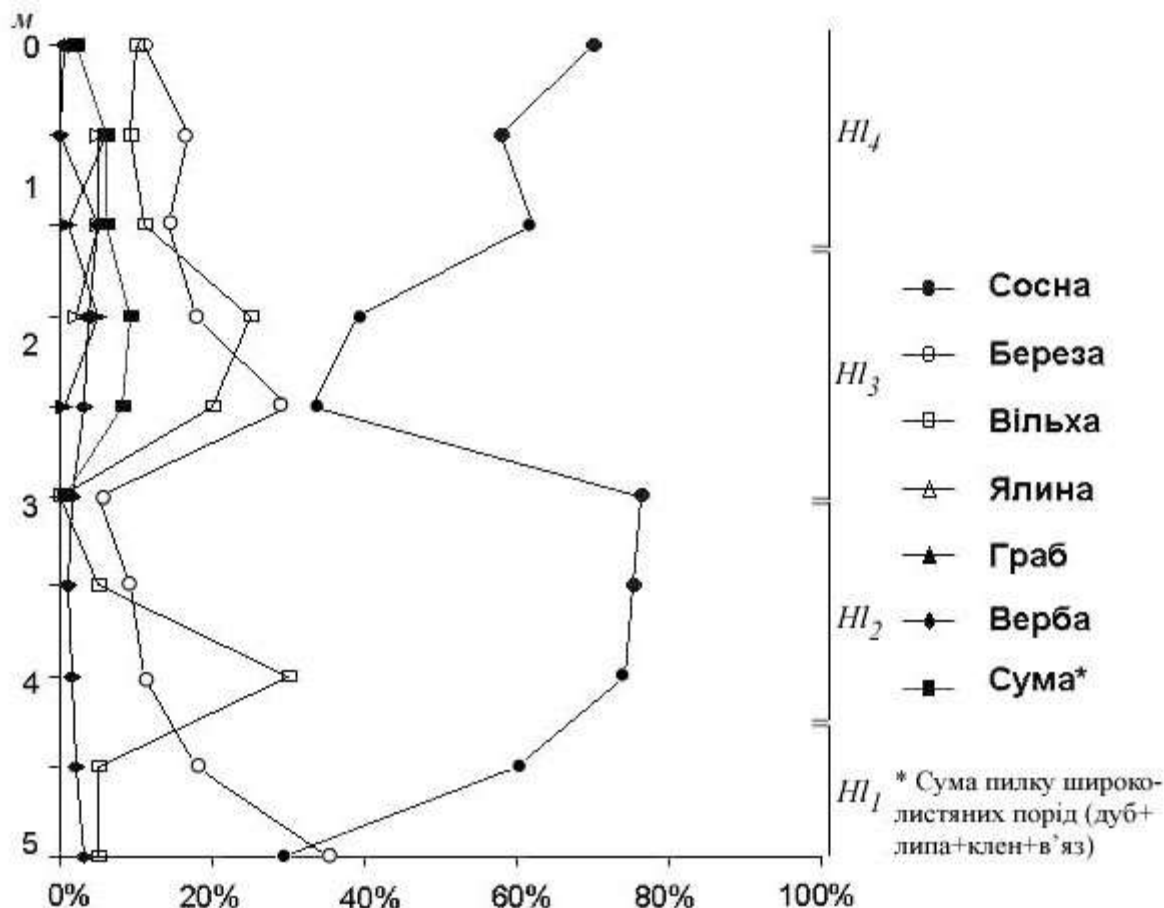 м
0
1
2
3
4
5
0% 20% 40% 60% 80% 100%
Hl4
Hl3
Hl2
Hl1
Сосна
Береза
Вільха
Ялина
Граб
Верба
Сума*
* Сума пилку широко-
листяних порід (дуб+
липа+клен+в’яз)